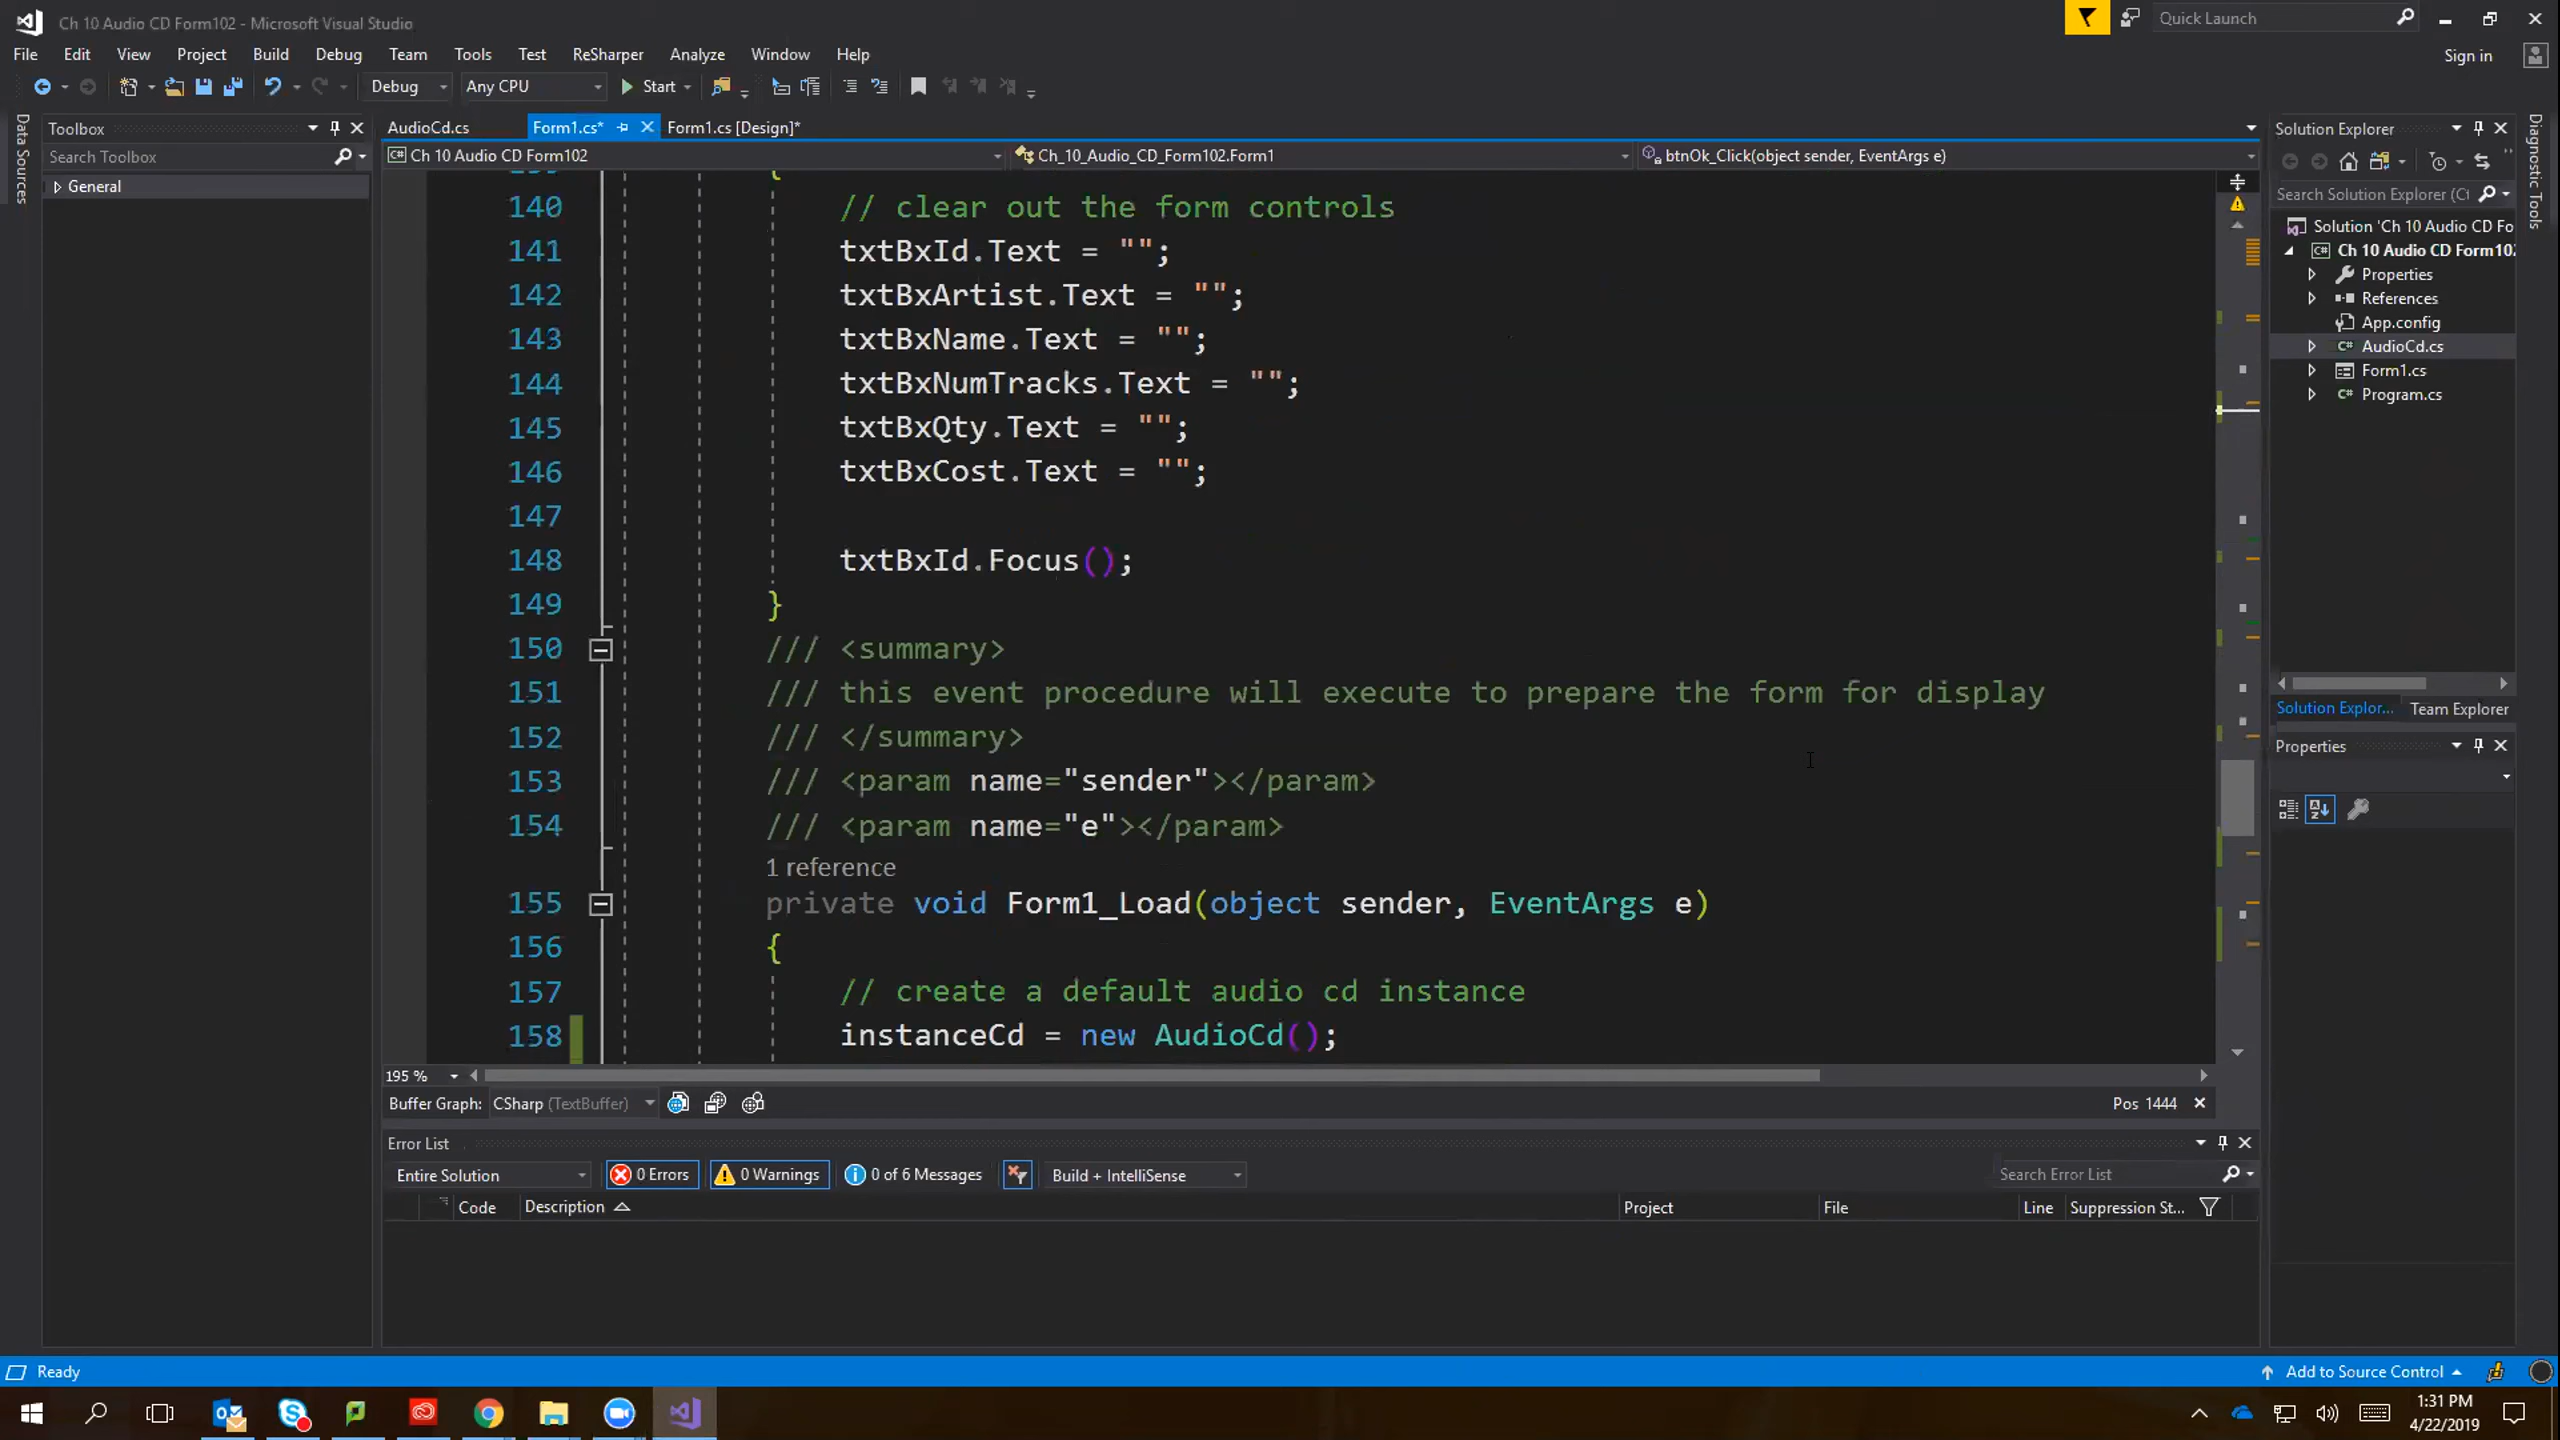 Ch 10 Audio CD Form102 - Microsoft Visual Studio
Quick Launch
File Edit View Project Build Debug Team Tools Test ReSharper Analyze Window Help
Sign in
Debug Any CPU Start
Data Sources
Toolbox
Search Toolbox
General
AudioCd.cs Form1.cs* Form1.cs [Design]*
Ch 10 Audio CD Form102 Ch_10_Audio_CD_Form102.Form1 btnOk_Click(object sender, EventArgs e)
{
140 // clear out the form controls
141 txtBxId.Text = "";
142 txtBxArtist.Text = "";
143 txtBxName.Text = "";
144 txtBxNumTracks.Text = "";
145 txtBxQty.Text = "";
146 txtBxCost.Text = "";
147
148 txtBxId.Focus();
149 }
150 /// <summary>
151 /// this event procedure will execute to prepare the form for display
152 /// </summary>
153 /// <param name="sender"></param>
154 /// <param name="e"></param>
1 reference
155 private void Form1_Load(object sender, EventArgs e)
156 {
157 // create a default audio cd instance
158 instanceCd = new AudioCd();
195 %
Buffer Graph: CSharp (TextBuffer) Pos 1444
Error List
Entire Solution 0 Errors 0 Warnings 0 of 6 Messages Build + IntelliSense Search Error List
Code Description Project File Line Suppression St...
Solution Explorer
Search Solution Explorer (Ct
Solution 'Ch 10 Audio CD Fo
Ch 10 Audio CD Form102
Properties
References
App.config
AudioCd.cs
Form1.cs
Program.cs
Solution Explor... Team Explorer
Properties
Diagnostic Tools
Ready
Add to Source Control
1:31 PM
4/22/2019